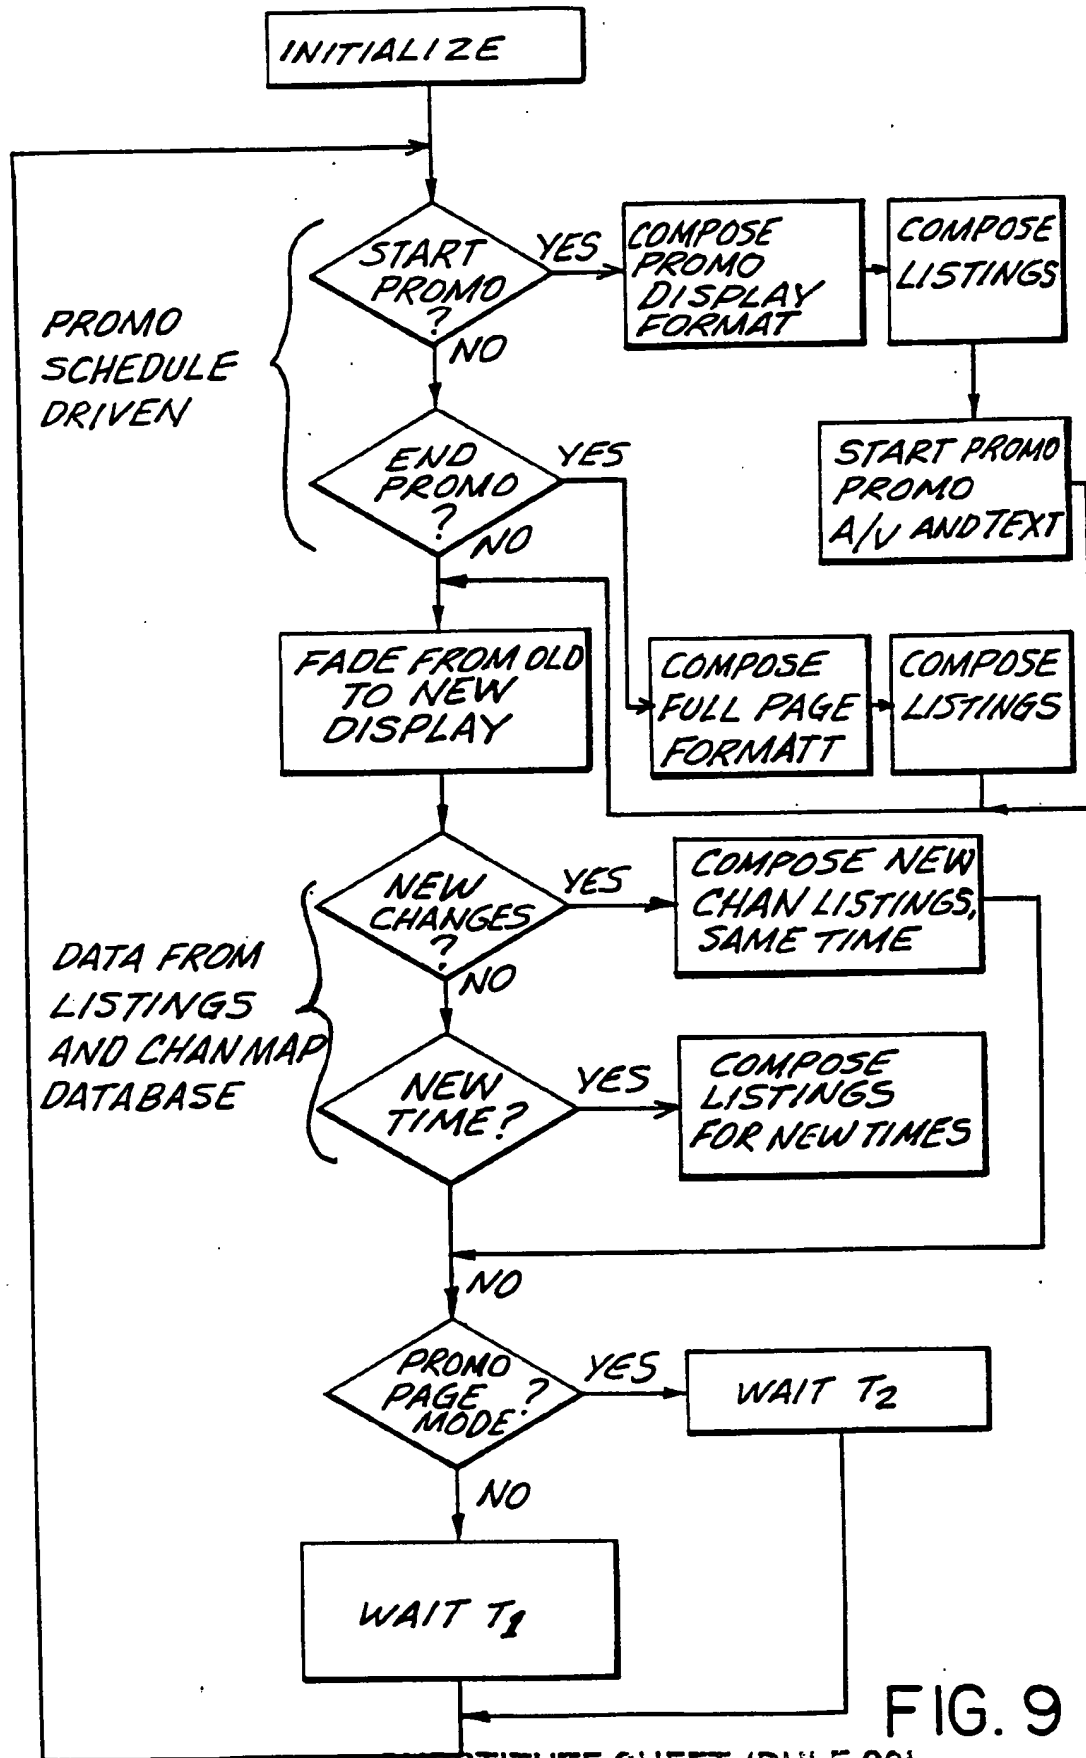 INITIALIZE
START
PROMO
?
YES
NO
COMPOSE
PROMO
DISPLAY
FORMAT
COMPOSE
LISTINGS
PROMO
SCHEDULE
DRIVEN
END
PROMO
?
YES
NO
START PROMO
PROMO
A/V AND TEXT
FADE FROM OLD
TO NEW
DISPLAY
COMPOSE
FULL PAGE
FORMATT
COMPOSE
LISTINGS
NEW
CHANGES
?
YES
NO
COMPOSE NEW
CHAN LISTINGS,
SAME TIME
DATA FROM
LISTINGS
AND CHAN MAP
DATABASE
NEW
TIME?
YES
COMPOSE
LISTINGS
FOR NEW TIMES
NO
PROMO
PAGE ?
MODE
YES
WAIT T2
NO
WAIT T1
FIG. 9